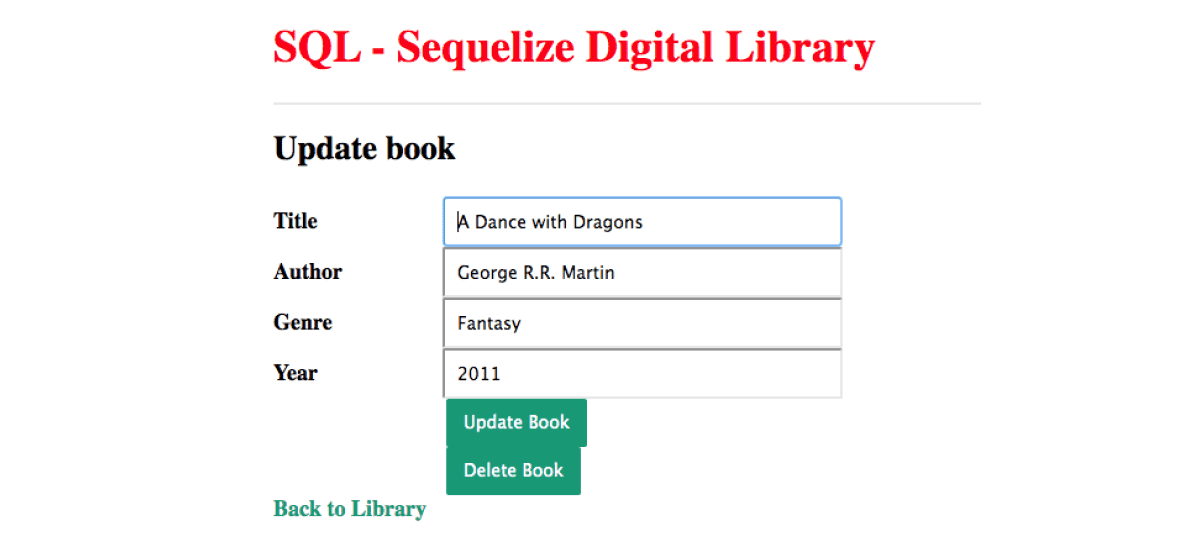 SQL - Sequelize Digital Library
Update book
Title A Dance with Dragons
Author George R.R. Martin
Genre Fantasy
Year 2011
Update Book
Delete Book
Back to Library